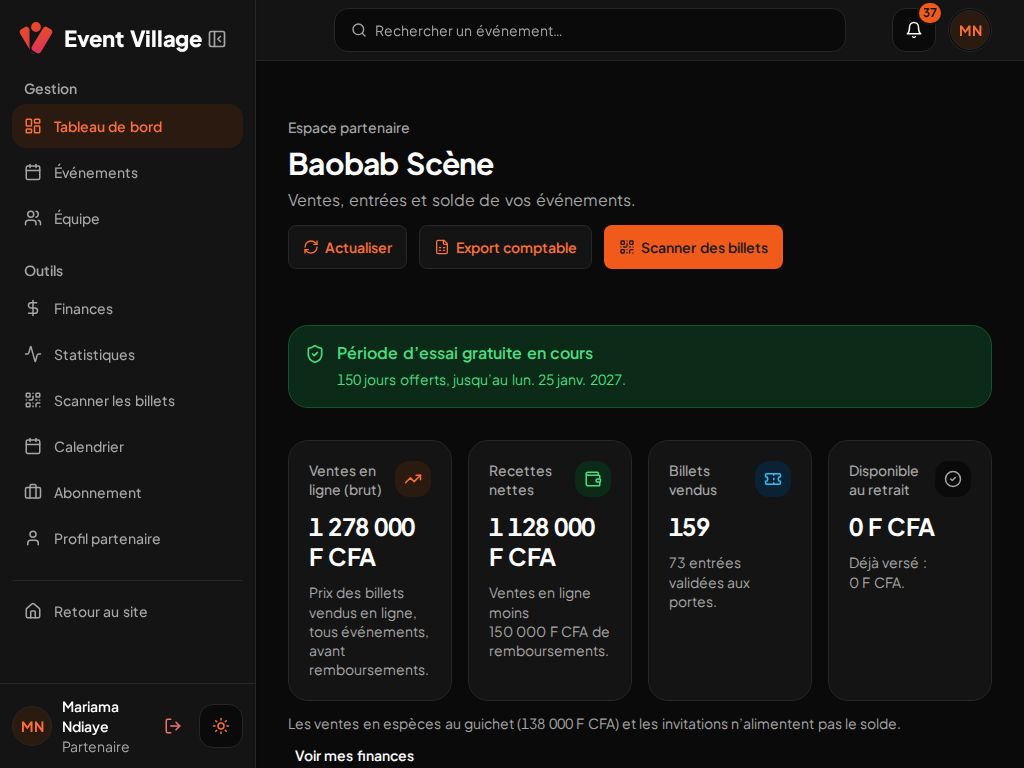 Event Village
Rechercher un événement...
37
MN
Gestion
Tableau de bord
Événements
Équipe
Outils
Finances
Statistiques
Scanner les billets
Calendrier
Abonnement
Profil partenaire
Retour au site
MN
Mariama
Ndiaye
Partenaire
Espace partenaire
Baobab Scène
Ventes, entrées et solde de vos événements.
Actualiser
Export comptable
Scanner des billets
Période d’essai gratuite en cours
150 jours offerts, jusqu’au lun. 25 janv. 2027.
Ventes en
ligne (brut)
1 278 000
F CFA
Prix des billets
vendus en ligne,
tous événements,
avant
remboursements.
Recettes
nettes
1 128 000
F CFA
Ventes en ligne
moins
150 000 F CFA de
remboursements.
Billets
vendus
159
73 entrées
validées aux
portes.
Disponible
au retrait
0 F CFA
Déjà versé :
0 F CFA.
Les ventes en espèces au guichet (138 000 F CFA) et les invitations n’alimentent pas le solde.
Voir mes finances